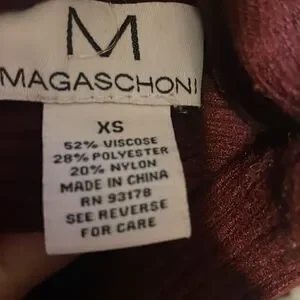 M
MAGASCHONI
XS
52% VISCOSE
28% POLYESTER
20% NYLON
MADE IN CHINA
RN 93178
SEE REVERSE
FOR CARE